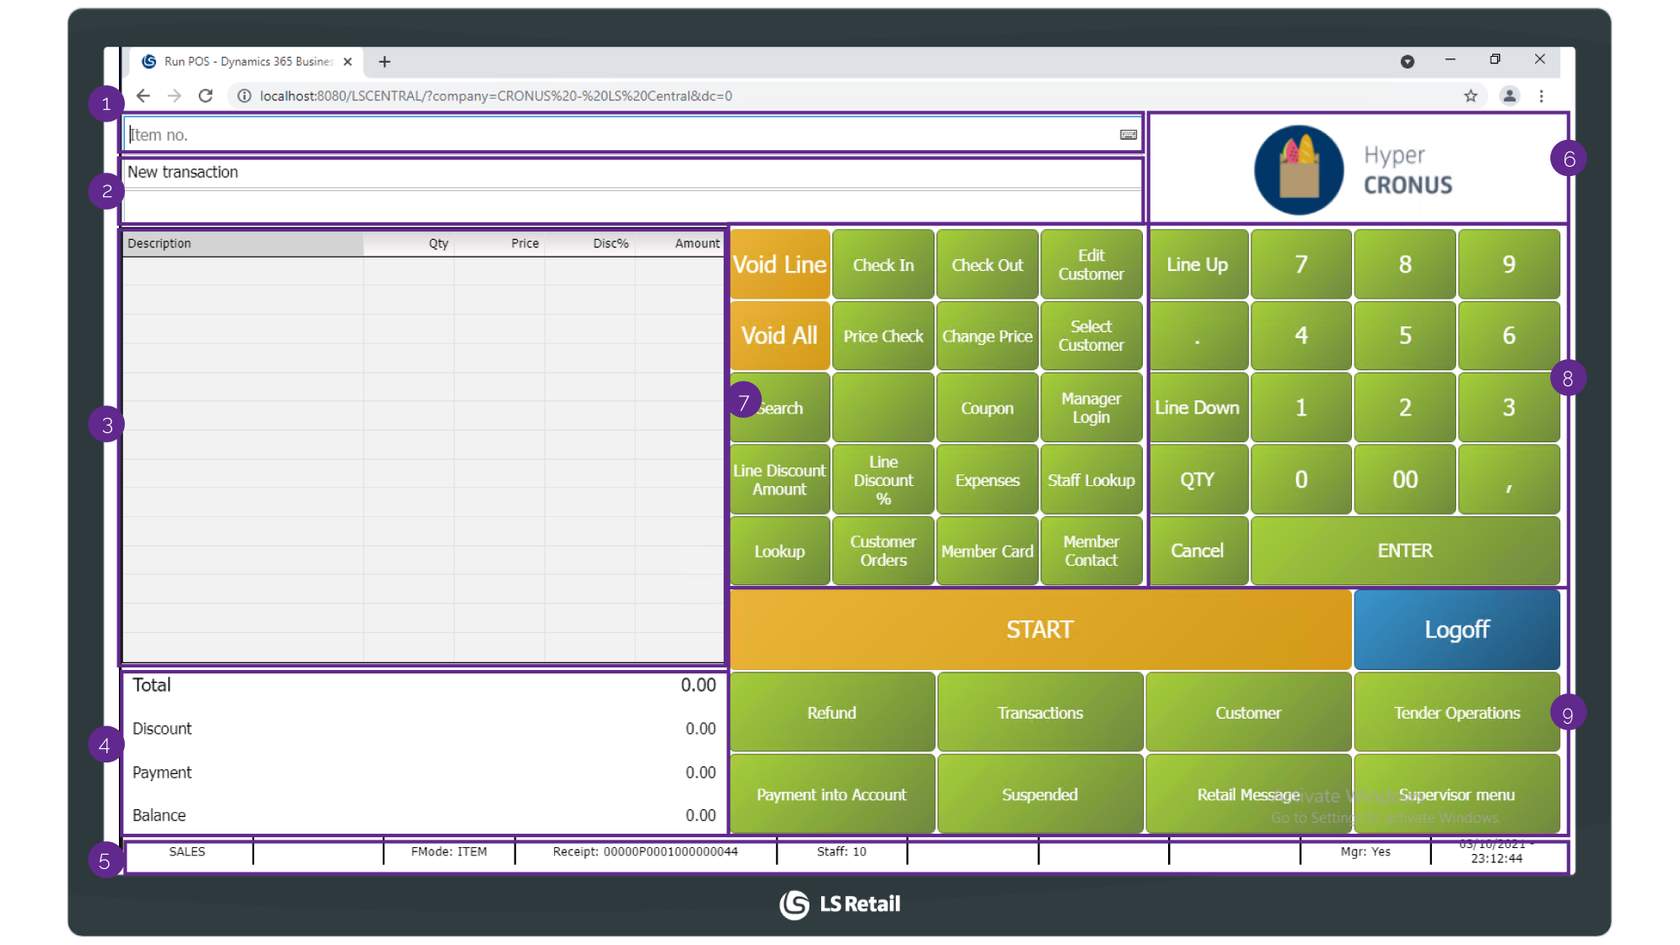 Run POS - Dynamics 365 Busines
localhost:8080/LSCENTRAL/?company=CRONUS%20-%20LS%20Central&dc=0
1
Item no.
6
Hyper
CRONUS
2
New transaction
Description Qty Price Disc% Amount
Void Line Check In Check Out Edit Customer Line Up 7 8 9
Void All Price Check Change Price Select Customer . 4 5 6
7
8
Search Coupon Manager Login Line Down 1 2 3
3
Line Discount Amount Line Discount % Expenses Staff Lookup QTY 0 00 ,
Lookup Customer Orders Member Card Member Contact Cancel ENTER
START Logoff
Total 0.00
Discount 0.00
Payment 0.00
Balance 0.00
4
Refund Transactions Customer Tender Operations
9
Payment into Account Suspended Retail Message Supervisor menu
Activate Windows
Go to Settings to activate Windows.
5
SALES FMode: ITEM Receipt: 00000P0001000000044 Staff: 10 Mgr: Yes 03/10/2021 -
23:12:44
LS Retail